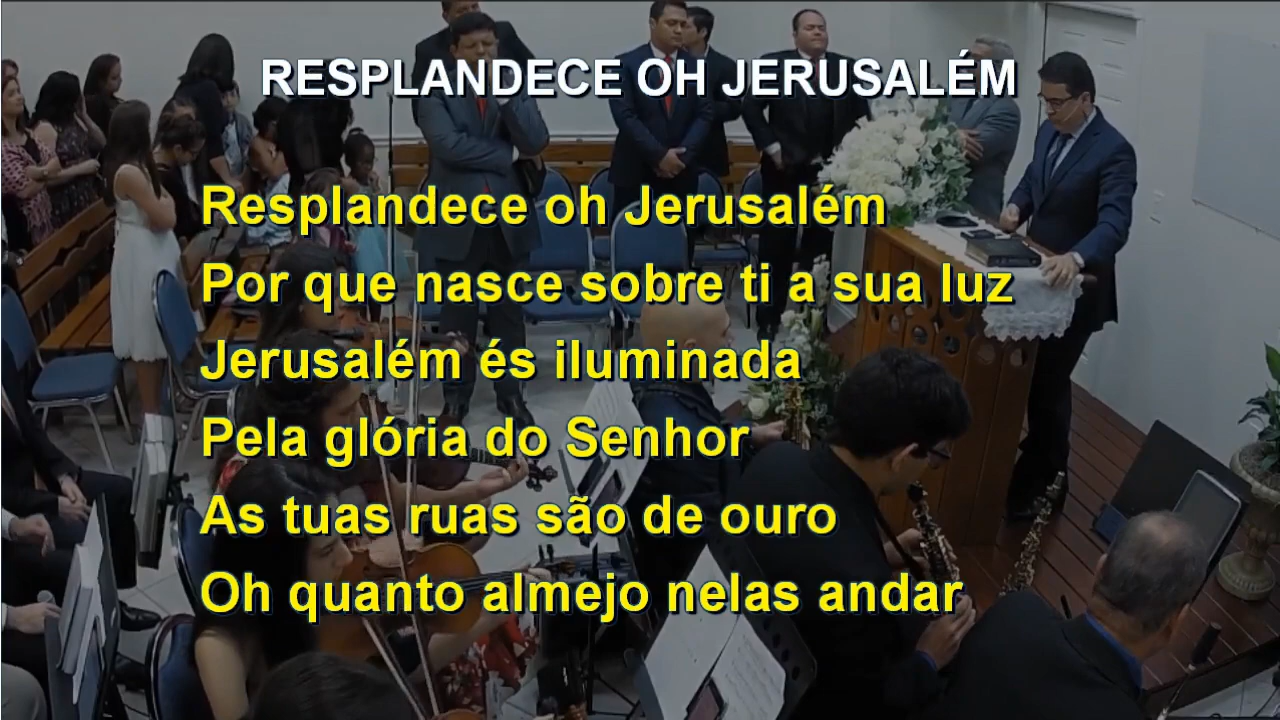 RESPLANDECE OH JERUSALÉM
Resplandece oh Jerusalém
Por que nasce sobre ti a sua luz
Jerusalém és iluminada
Pela glória do Senhor
As tuas ruas são de ouro
Oh quanto almejo nelas andar